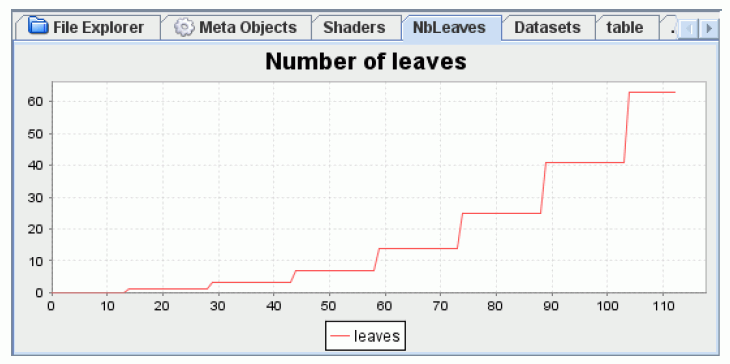 File Explorer Meta Objects Shaders NbLeaves Datasets table .
Number of leaves
60
50
40
30
20
10
0
0 10 20 30 40 50 60 70 80 90 100 110
leaves